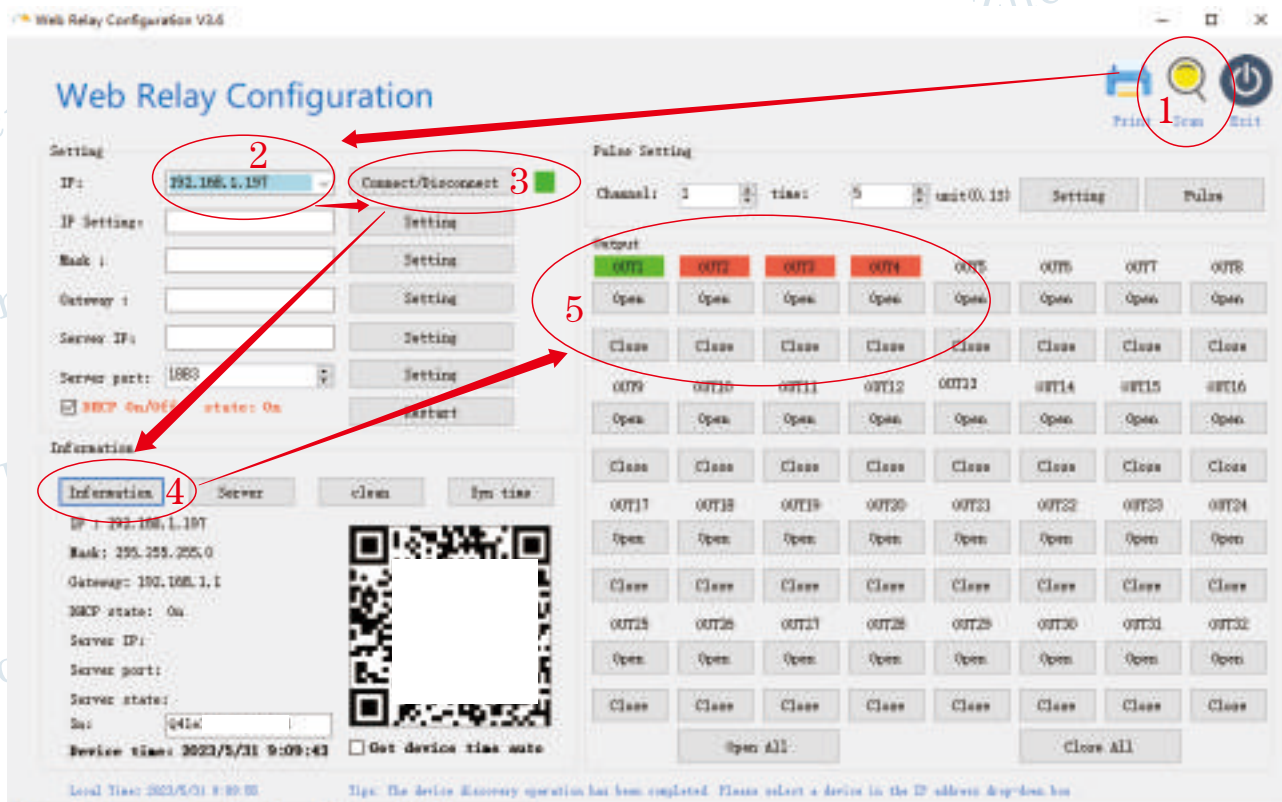 Web Relay Configuration V3.6
Web Relay Configuration
Print Scan Exit
1
Setting
2
IP: 192.168.1.197 Connect/Disconnect 3
IP Setting: Setting
Mask : Setting
Gateway : Setting
Server IP: Setting
Server port: 1883 Setting
DHCP On/Off state: On Restart
Pulse Setting
Channel: 1 time: 5 unit(0.1S) Setting Pulse
Output
OUT1 OUT2 OUT3 OUT4 OUT5 OUT6 OUT7 OUT8
5
Open Open Open Open Open Open Open Open
Close Close Close Close Close Close Close Close
OUT9 OUT10 OUT11 OUT12 OUT13 OUT14 OUT15 OUT16
Open Open Open Open Open Open Open Open
Close Close Close Close Close Close Close Close
OUT17 OUT18 OUT19 OUT20 OUT21 OUT22 OUT23 OUT24
Open Open Open Open Open Open Open Open
Close Close Close Close Close Close Close Close
OUT25 OUT26 OUT27 OUT28 OUT29 OUT30 OUT31 OUT32
Open Open Open Open Open Open Open Open
Close Close Close Close Close Close Close Close
Open All Close All
Information
Information 4 Server clean Syn time
IP : 192.168.1.197
Mask: 255.255.255.0
Gateway: 192.168.1.1
DHCP state: On
Server IP:
Server port:
Server state:
Sn:
Device time: 2023/5/31 9:09:43 Get device time auto
Local Time: 2023/5/31 Tips: The device discovery operation has been completed. Please select a device in the IP address drop-down box